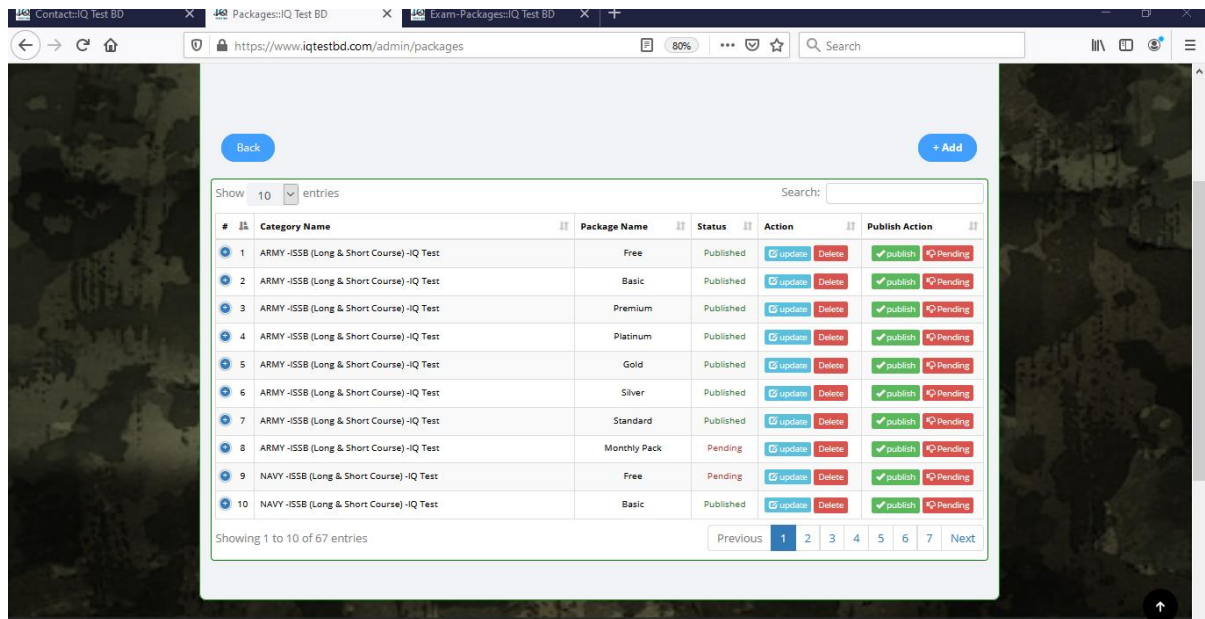 Contact::IQ Test BD Packages::IQ Test BD Exam-Packages::IQ Test BD
https://www.iqtestbd.com/admin/packages 80% Search
Back + Add
Show 10 entries Search:
# Category Name Package Name Status Action Publish Action
1 ARMY -ISSB (Long & Short Course) -IQ Test Free Published update Delete publish Pending
2 ARMY -ISSB (Long & Short Course) -IQ Test Basic Published update Delete publish Pending
3 ARMY -ISSB (Long & Short Course) -IQ Test Premium Published update Delete publish Pending
4 ARMY -ISSB (Long & Short Course) -IQ Test Platinum Published update Delete publish Pending
5 ARMY -ISSB (Long & Short Course) -IQ Test Gold Published update Delete publish Pending
6 ARMY -ISSB (Long & Short Course) -IQ Test Silver Published update Delete publish Pending
7 ARMY -ISSB (Long & Short Course) -IQ Test Standard Published update Delete publish Pending
8 ARMY -ISSB (Long & Short Course) -IQ Test Monthly Pack Pending update Delete publish Pending
9 NAVY -ISSB (Long & Short Course) -IQ Test Free Pending update Delete publish Pending
10 NAVY -ISSB (Long & Short Course) -IQ Test Basic Published update Delete publish Pending
Showing 1 to 10 of 67 entries Previous 1 2 3 4 5 6 7 Next